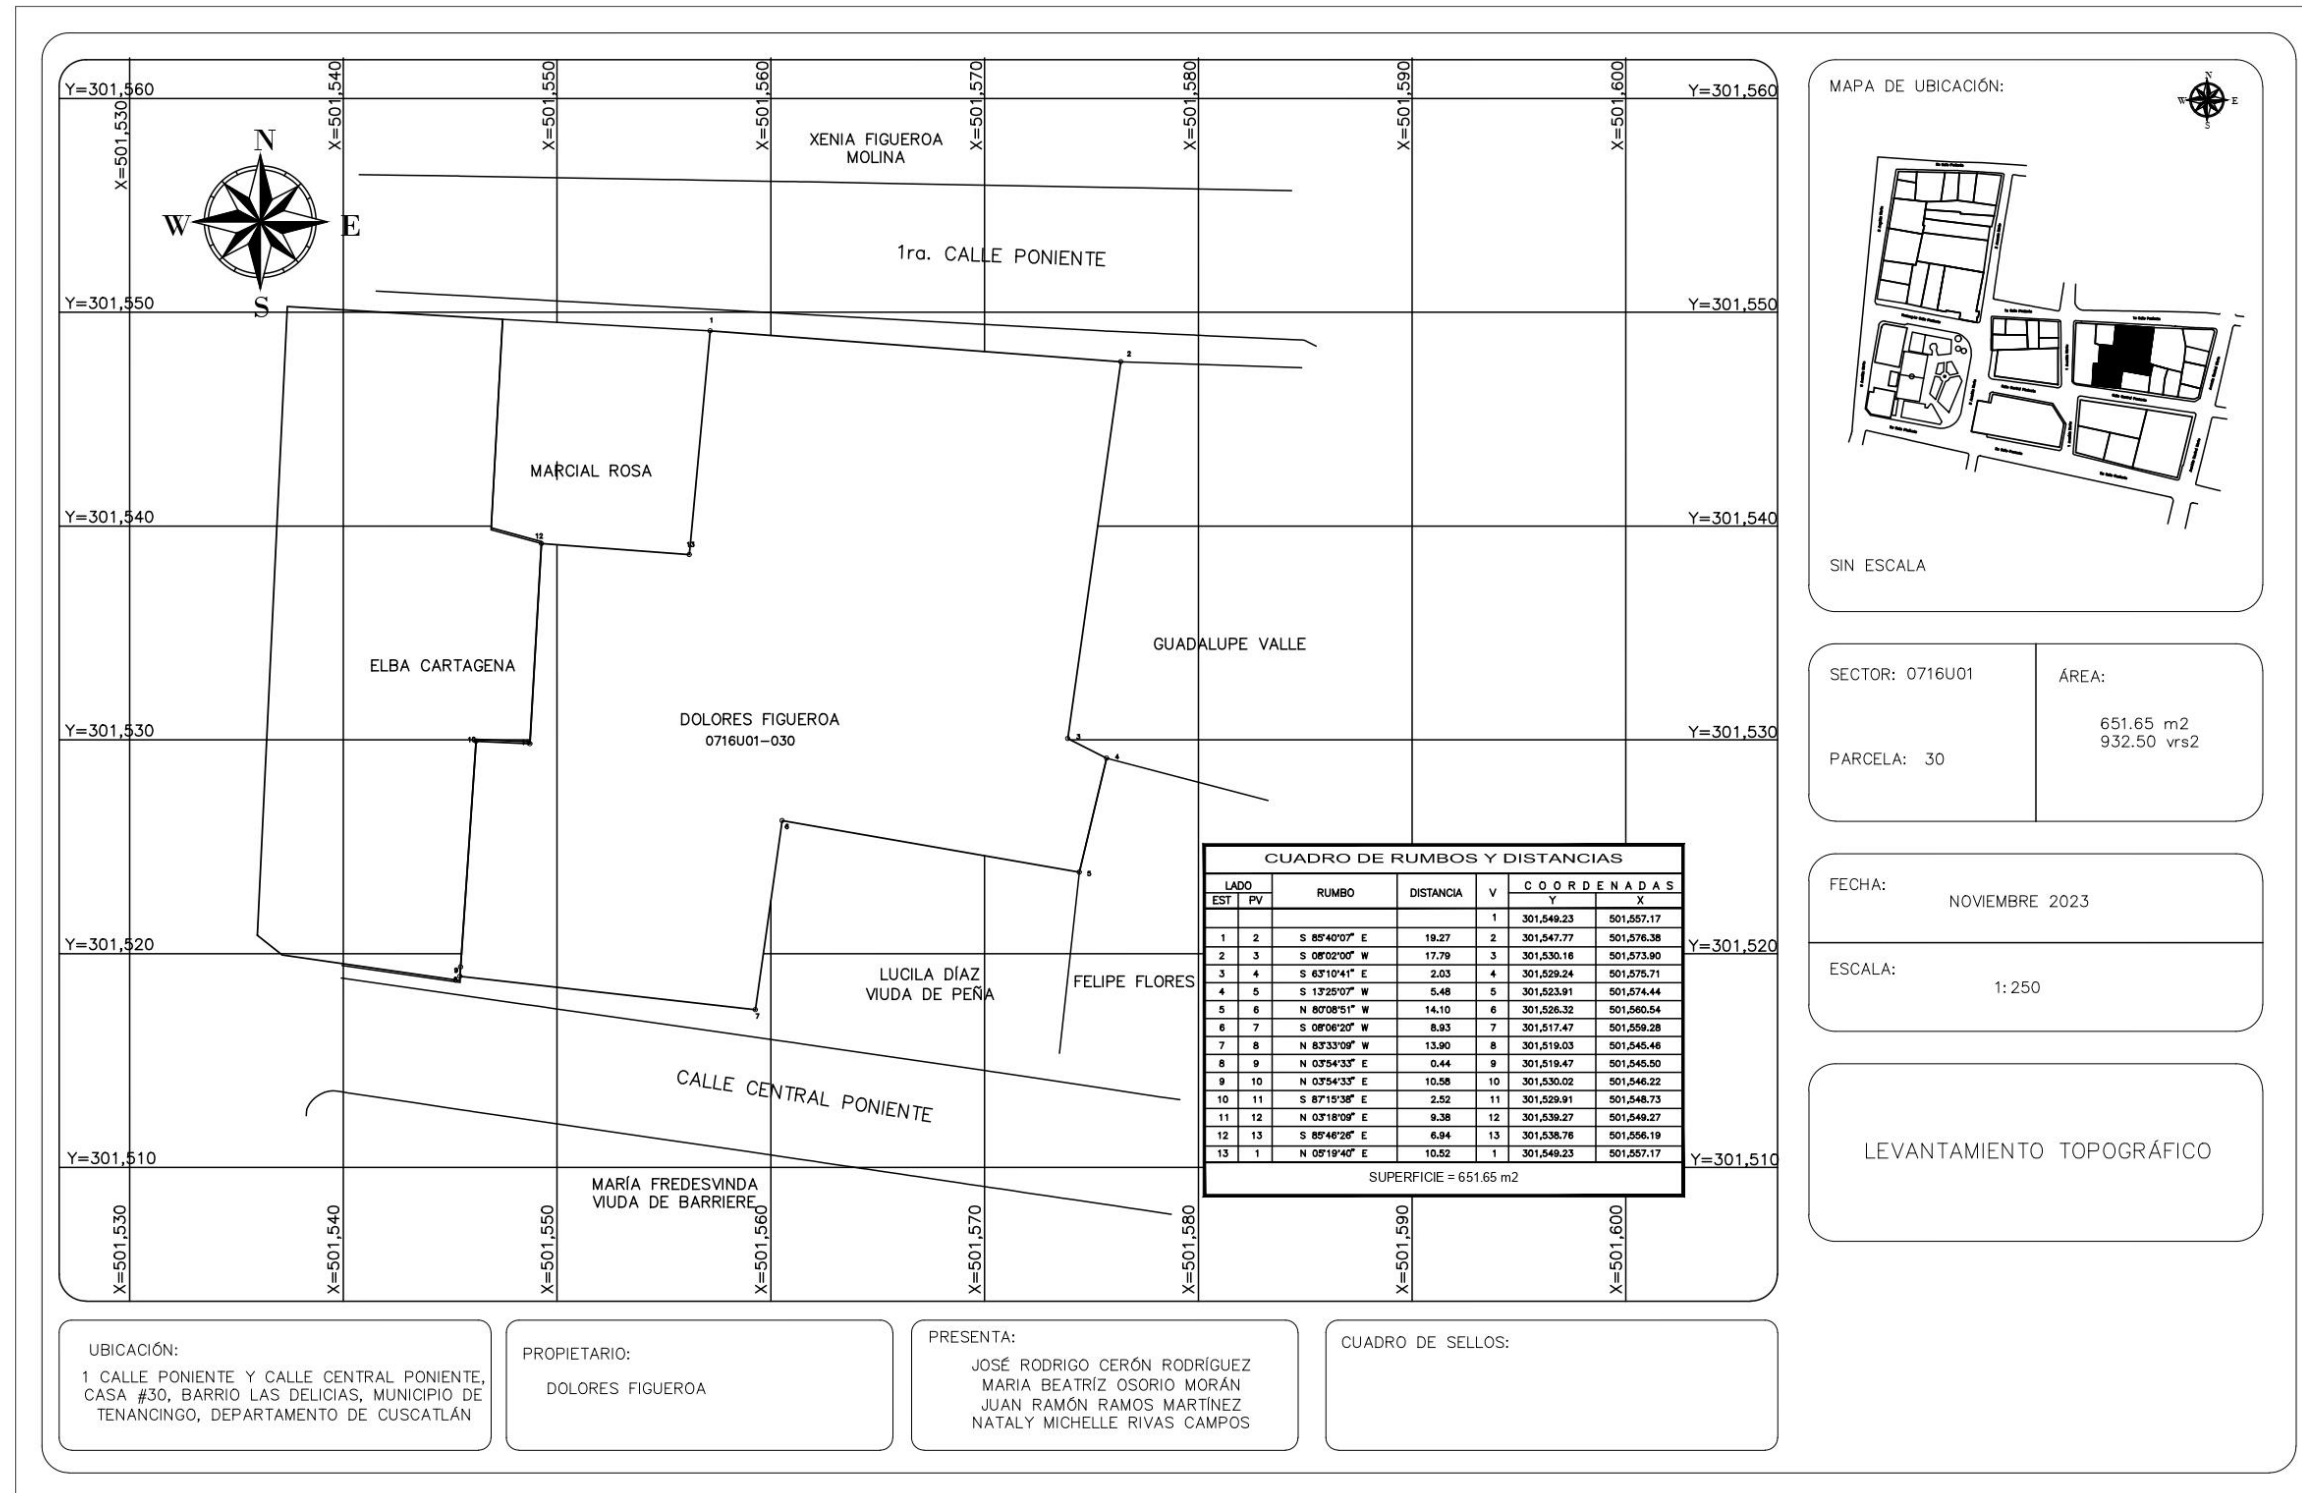 Y=301,560
Y=301,560
X=501,530
X=501,540
X=501,550
X=501,560
X=501,570
X=501,580
X=501,590
X=501,600
N
W
E
S
XENIA FIGUEROA
MOLINA
1ra. CALLE PONIENTE
Y=301,550
Y=301,550
1
2
MARCIAL ROSA
Y=301,540
Y=301,540
12
13
ELBA CARTAGENA
GUADALUPE VALLE
DOLORES FIGUEROA
0716U01-030
Y=301,530
Y=301,530
3
4
6
5
Y=301,520
Y=301,520
9
7
LUCILA DÍAZ
VIUDA DE PEÑA
FELIPE FLORES
CALLE CENTRAL PONIENTE
Y=301,510
Y=301,510
MARÍA FREDESVINDA
VIUDA DE BARRIERE
X=501,530
X=501,540
X=501,550
X=501,560
X=501,570
X=501,580
X=501,590
X=501,600
CUADRO DE RUMBOS Y DISTANCIAS
LADO RUMBO DISTANCIA V COORDENADAS
EST PV Y X
1 301,549.23 501,557.17
1 2 S 85°40'07" E 19.27 2 301,547.77 501,576.38
2 3 S 08°02'00" W 17.79 3 301,530.16 501,573.90
3 4 S 63°10'41" E 2.03 4 301,529.24 501,575.71
4 5 S 13°25'07" W 5.48 5 301,523.91 501,574.44
5 6 N 80°08'51" W 14.10 6 301,526.32 501,560.54
6 7 S 08°06'20" W 8.93 7 301,517.47 501,559.28
7 8 N 83°33'09" W 13.90 8 301,519.03 501,545.46
8 9 N 03°54'33" E 0.44 9 301,519.47 501,545.50
9 10 N 03°54'33" E 10.58 10 301,530.02 501,546.22
10 11 S 87°15'38" E 2.52 11 301,529.91 501,548.73
11 12 N 03°18'09" E 9.38 12 301,539.27 501,549.27
12 13 S 85°46'26" E 6.94 13 301,538.76 501,556.19
13 1 N 05°19'40" E 10.52 1 301,549.23 501,557.17
SUPERFICIE = 651.65 m2
MAPA DE UBICACIÓN:
N
W
E
S
SIN ESCALA
SECTOR: 0716U01
PARCELA: 30
ÁREA:
651.65 m2
932.50 vrs2
FECHA:
NOVIEMBRE 2023
ESCALA:
1:250
LEVANTAMIENTO TOPOGRÁFICO
UBICACIÓN:
1 CALLE PONIENTE Y CALLE CENTRAL PONIENTE,
CASA #30, BARRIO LAS DELICIAS, MUNICIPIO DE
TENANCINGO, DEPARTAMENTO DE CUSCATLÁN
PROPIETARIO:
DOLORES FIGUEROA
PRESENTA:
JOSÉ RODRIGO CERÓN RODRÍGUEZ
MARIA BEATRÍZ OSORIO MORÁN
JUAN RAMÓN RAMOS MARTÍNEZ
NATALY MICHELLE RIVAS CAMPOS
CUADRO DE SELLOS: